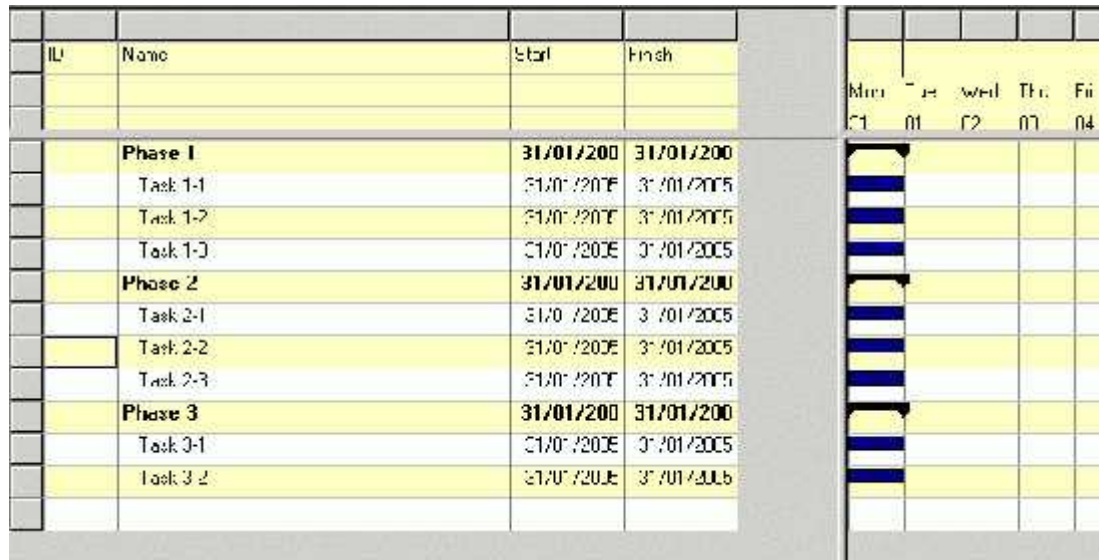 ID Name Start Finish
Mon Tue Wed Thu Fri
31 01 02 03 04
Phase 1 31/01/200 31/01/200
Task 1-1 31/01/2005 31/01/2005
Task 1-2 31/01/2005 31/01/2005
Task 1-3 31/01/2005 31/01/2005
Phase 2 31/01/200 31/01/200
Task 2-1 31/01/2005 31/01/2005
Task 2-2 31/01/2005 31/01/2005
Task 2-3 31/01/2005 31/01/2005
Phase 3 31/01/200 31/01/200
Task 3-1 31/01/2005 31/01/2005
Task 3-2 31/01/2005 31/01/2005